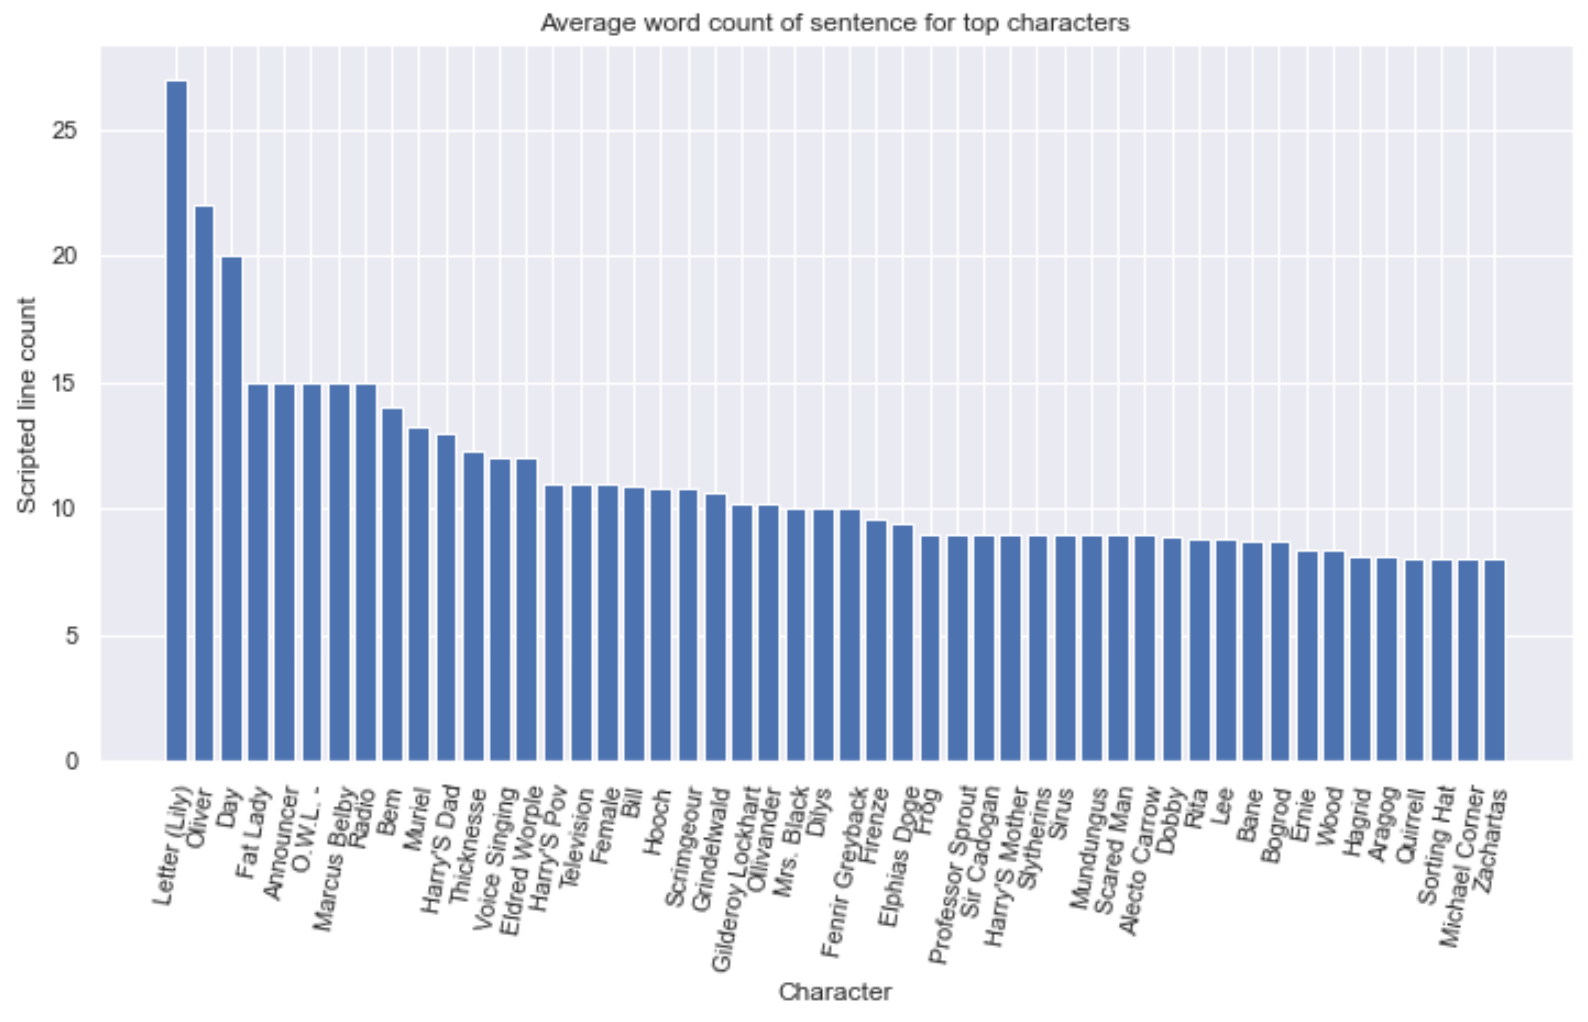 Average word count of sentence for top characters
Scripted line count
25
20
15
10
5
0
Letter (Lily)
Oliver
Day
Fat Lady
Announcer
O.W.L. -
Marcus Belby
Radio
Bem
Muriel
Harry'S Dad
Thicknesse
Voice Singing
Eldred Worple
Harry'S Pov
Television
Female
Bill
Hooch
Scrimgeour
Grindelwald
Gilderoy Lockhart
Ollivander
Mrs. Black
Dilys
Fenrir Greyback
Firenze
Elphias Doge
Frog
Professor Sprout
Sir Cadogan
Harry'S Mother
Slytherins
Sirus
Mundungus
Scared Man
Alecto Carrow
Dobby
Rita
Lee
Bane
Bogrod
Ernie
Wood
Hagrid
Aragog
Quirrell
Sorting Hat
Michael Corner
Zachartas
Character